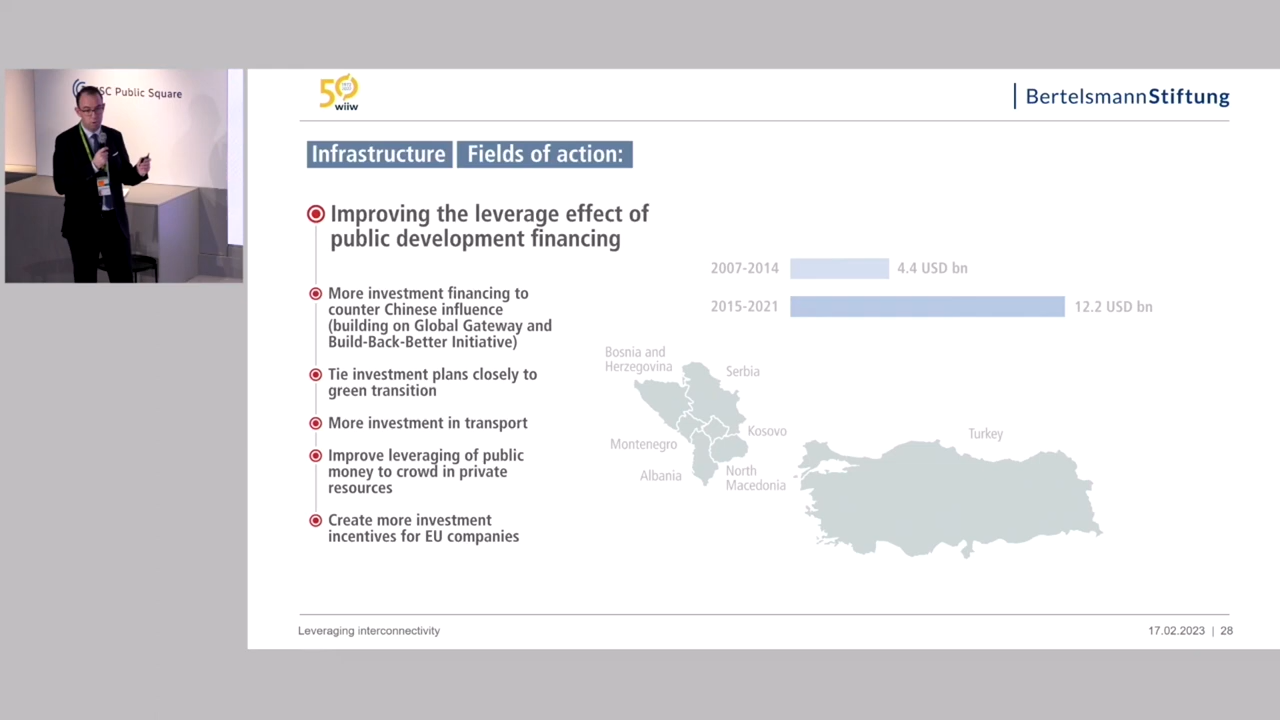 SC Public Square
50
wiiw
BertelsmannStiftung
Infrastructure Fields of action:
Improving the leverage effect of
public development financing
More investment financing to
counter Chinese influence
(building on Global Gateway and
Build-Back-Better Initiative)
Tie investment plans closely to
green transition
More investment in transport
Improve leveraging of public
money to crowd in private
resources
Create more investment
incentives for EU companies
2007-2014 4.4 USD bn
2015-2021 12.2 USD bn
Bosnia and
Herzegovina
Serbia
Kosovo
Montenegro
Albania
North
Macedonia
Turkey
Leveraging interconnectivity
17.02.2023 | 28